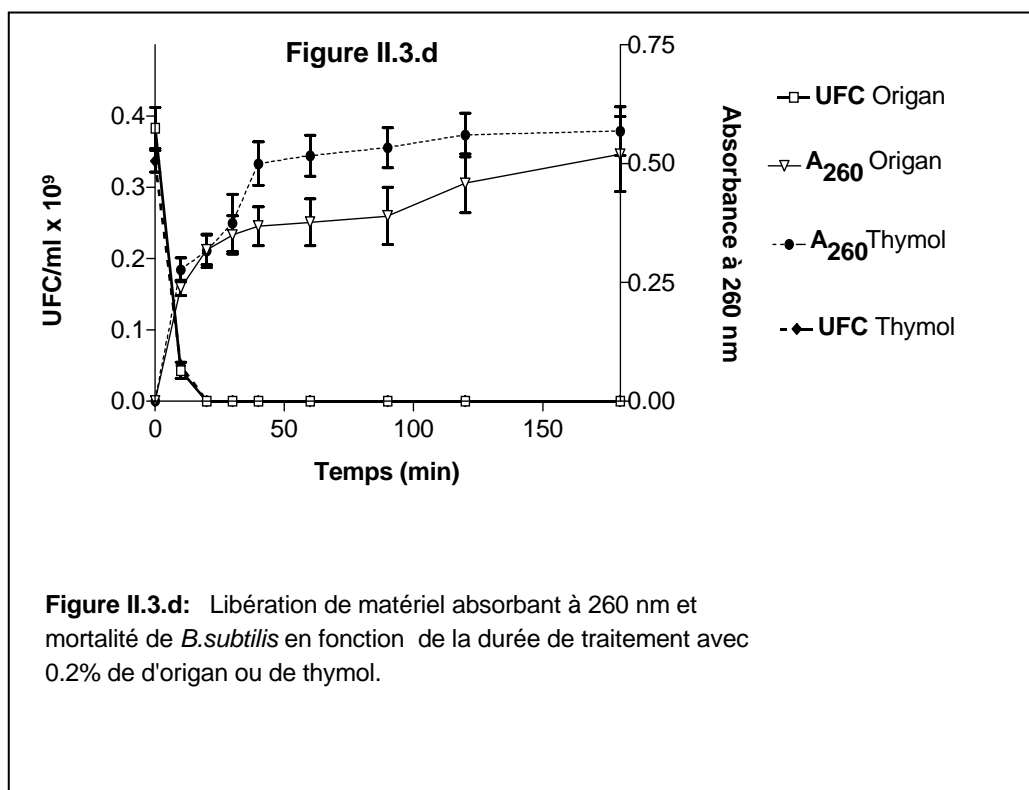 Figure II.3.d
0.4
0.3
0.2
0.1
0.0
UFC/ml x 10⁹
0.75
0.50
0.25
0.00
Absorbance à 260 nm
0
50
100
150
Temps (min)
UFC Origan
A₂₆₀ Origan
A₂₆₀Thymol
UFC Thymol
Figure II.3.d: Libération de matériel absorbant à 260 nm et
mortalité de B.subtilis en fonction de la durée de traitement avec
0.2% de d'origan ou de thymol.